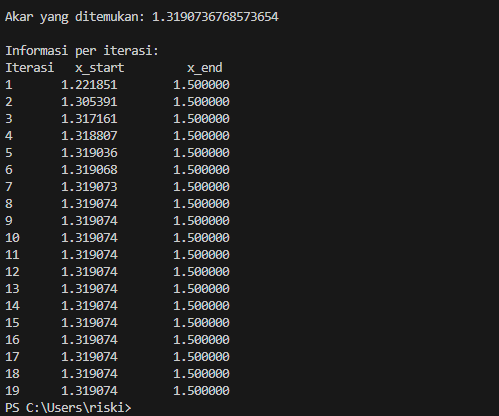 Akar yang ditemukan: 1.3190736768573654
Informasi per iterasi:
Iterasi x_start x_end
1 1.221851 1.500000
2 1.305391 1.500000
3 1.317161 1.500000
4 1.318807 1.500000
5 1.319036 1.500000
6 1.319068 1.500000
7 1.319073 1.500000
8 1.319074 1.500000
9 1.319074 1.500000
10 1.319074 1.500000
11 1.319074 1.500000
12 1.319074 1.500000
13 1.319074 1.500000
14 1.319074 1.500000
15 1.319074 1.500000
16 1.319074 1.500000
17 1.319074 1.500000
18 1.319074 1.500000
19 1.319074 1.500000
PS C:\Users\riski>